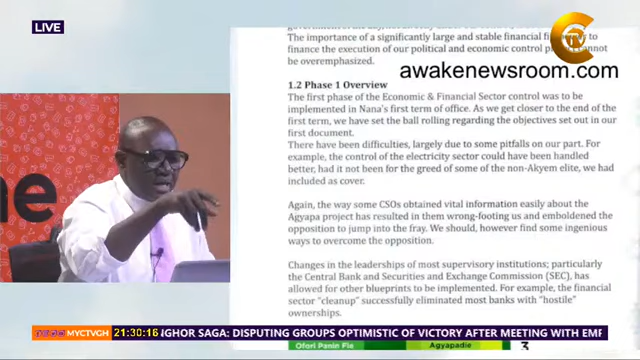 LIVE
The importance of a significantly large and stable financial
finance the execution of our political and economic control
be overemphasized.
C
TV
awakenewsroom.com
1.2 Phase 1 Overview
The first phase of the Economic & Financial Sector control was to be
implemented in Nana's first term of office. As we get closer to the end of the
first term, we have set the ball rolling regarding the objectives set out in our
first document.
There have been difficulties, largely due to some pitfalls on our part. For
example, the control of the electricity sector could have been handled
better, had it not been for the greed of some of the non-Akyem elite, we had
included as cover.
Again, the way some CSOs obtained vital information easily about the
Agyapa project has resulted in them wrong-footing us and emboldened the
opposition to jump into the fray. We should, however find some ingenious
ways to overcome the opposition.
Changes in the leaderships of most supervisory institutions; particularly
the Central Bank and Securities and Exchange Commission (SEC), has
allowed for other blueprints to be implemented. For example, the financial
sector "cleanup" successfully eliminated most banks with "hostile"
ownerships.
Ofori Panin Fie
Agyapadie
3
ne
MYCTVGH
21:30:16
NGHOR SAGA: DISPUTING GROUPS OPTIMISTIC OF VICTORY AFTER MEETING WITH